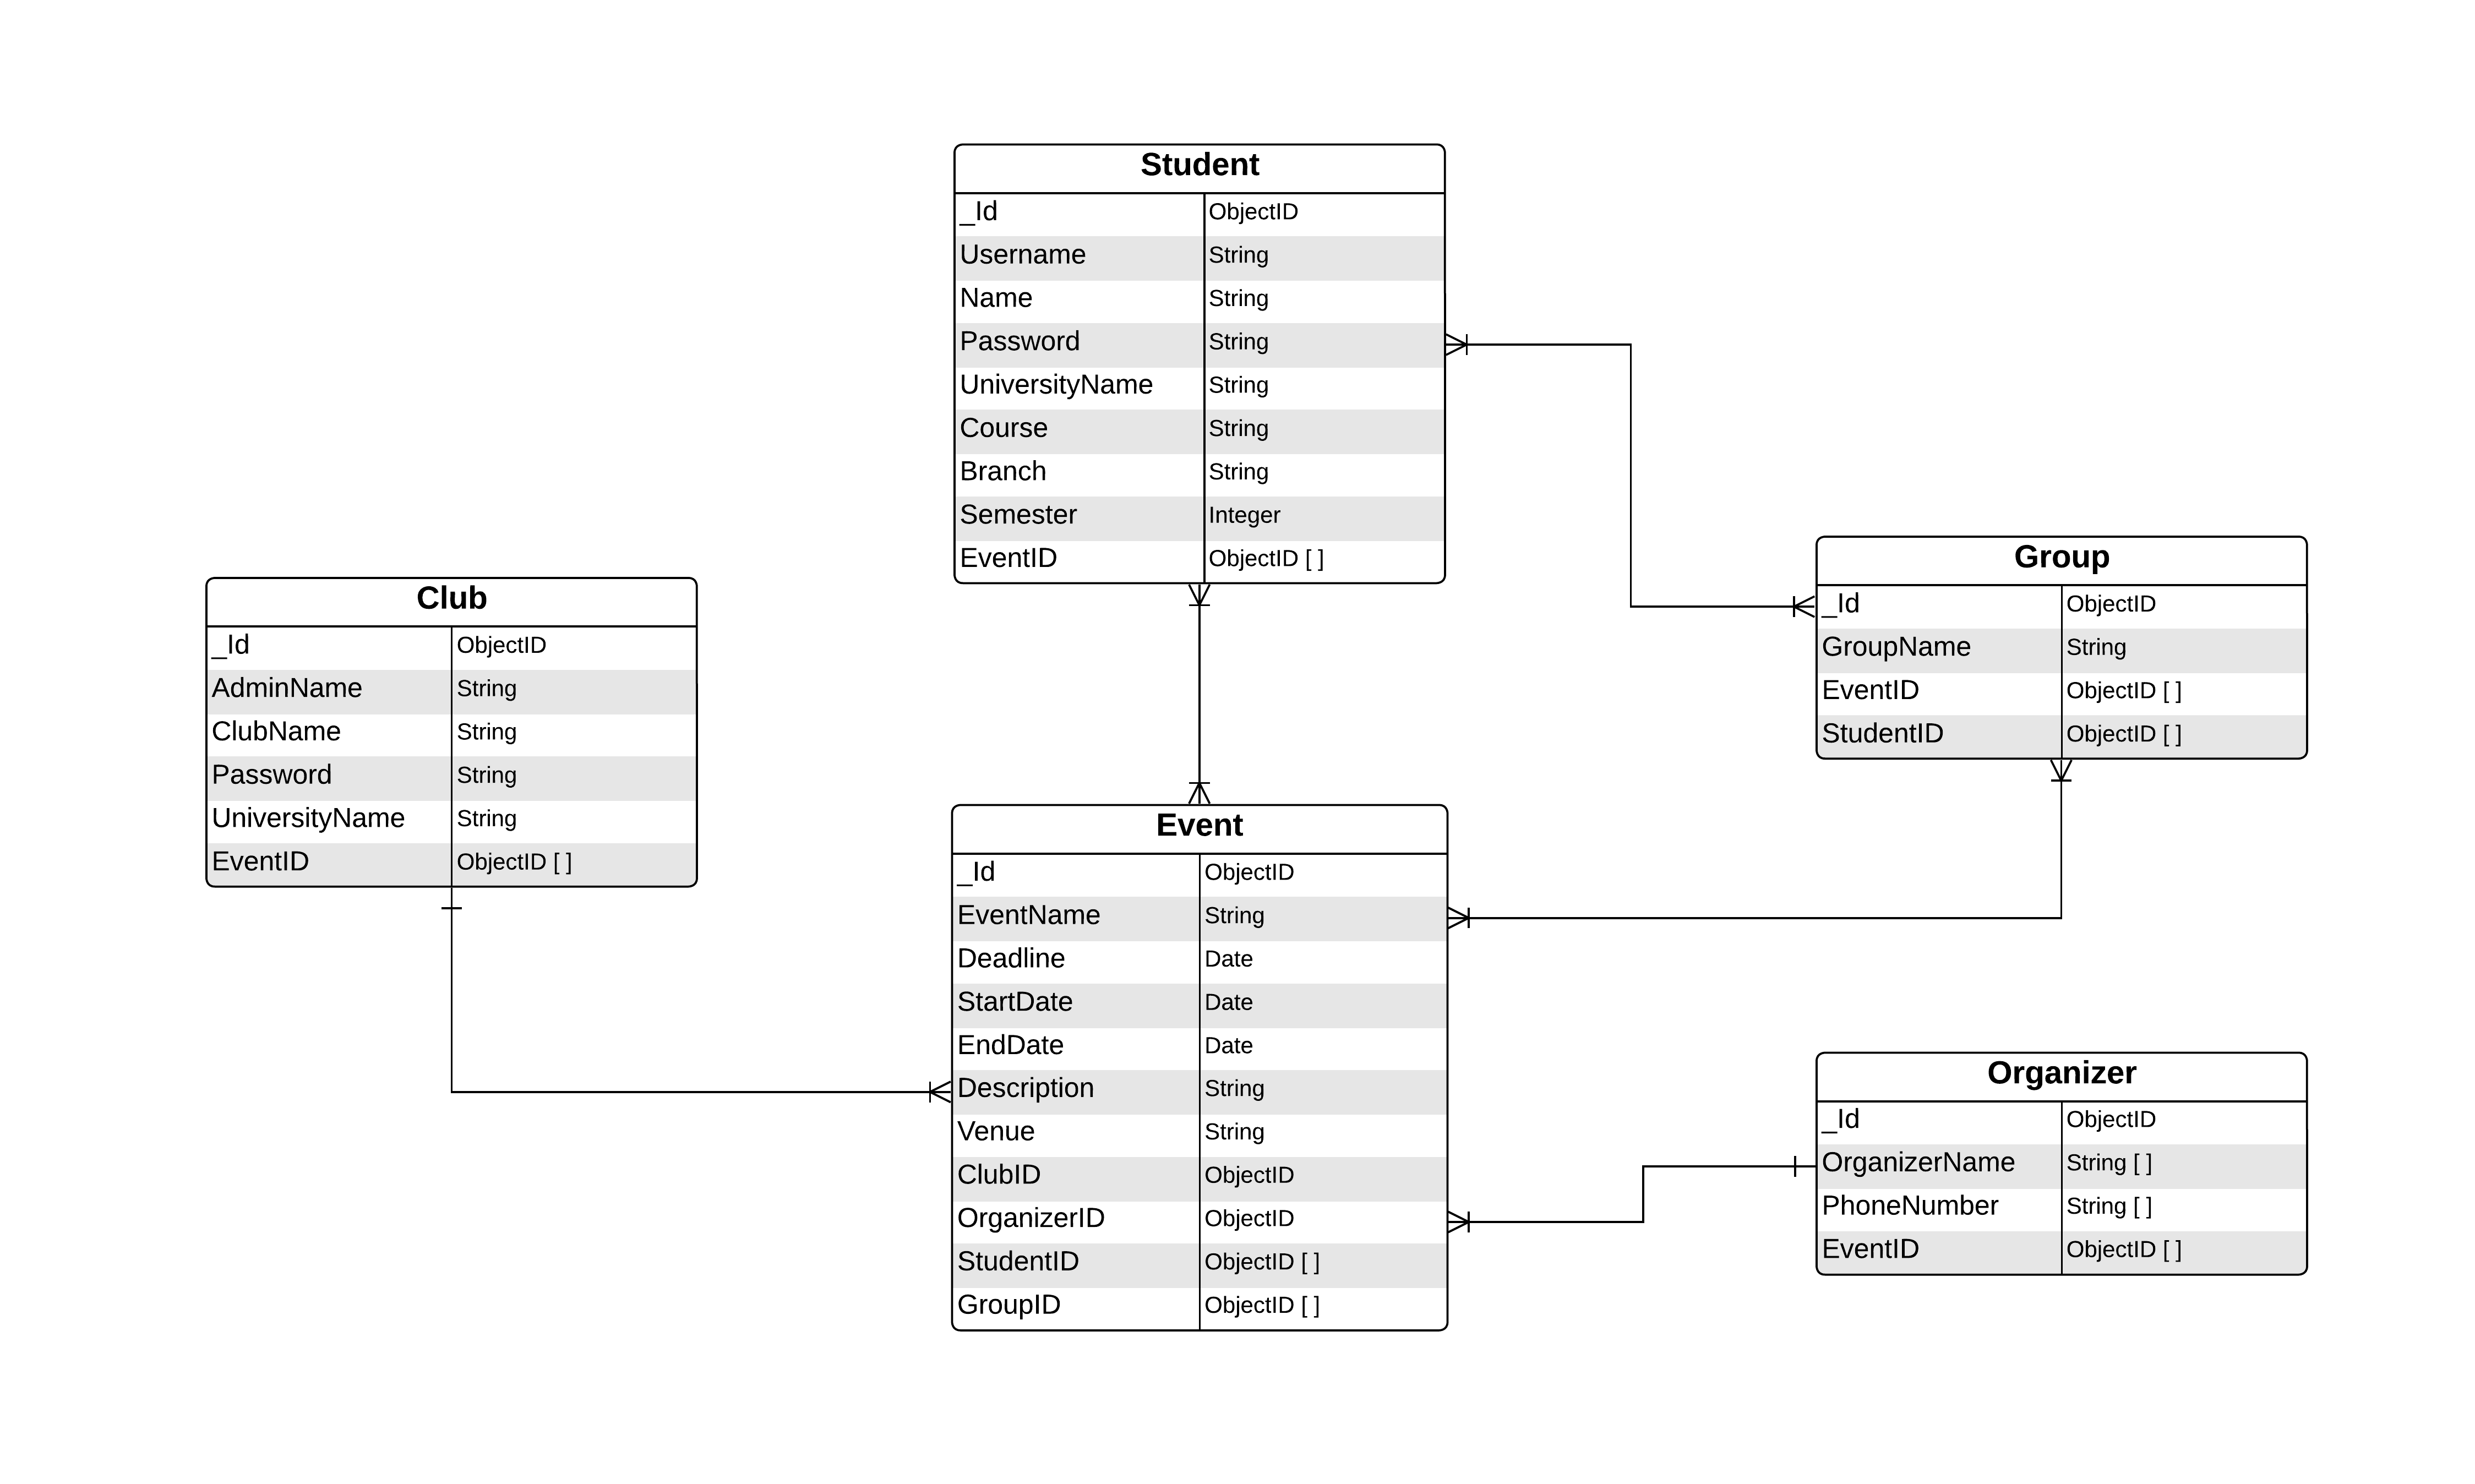 Student
_Id ObjectID
Username String
Name String
Password String
UniversityName String
Course String
Branch String
Semester Integer
EventID ObjectID [ ]
Club
_Id ObjectID
AdminName String
ClubName String
Password String
UniversityName String
EventID ObjectID [ ]
Group
_Id ObjectID
GroupName String
EventID ObjectID [ ]
StudentID ObjectID [ ]
Event
_Id ObjectID
EventName String
Deadline Date
StartDate Date
EndDate Date
Description String
Venue String
ClubID ObjectID
OrganizerID ObjectID
StudentID ObjectID [ ]
GroupID ObjectID [ ]
Organizer
_Id ObjectID
OrganizerName String [ ]
PhoneNumber String [ ]
EventID ObjectID [ ]